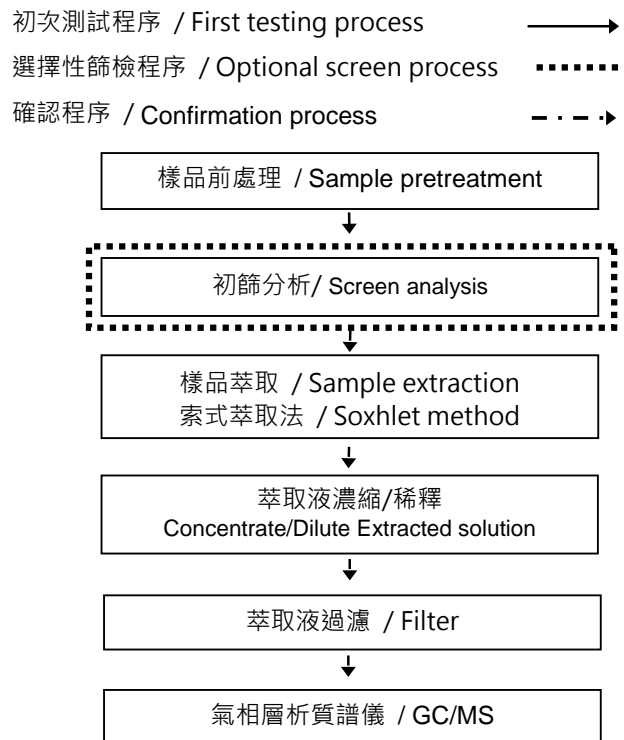 初次測試程序 / First testing process
選擇性篩檢程序 / Optional screen process
確認程序 / Confirmation process
樣品前處理 / Sample pretreatment
初篩分析/ Screen analysis
樣品萃取 / Sample extraction
索式萃取法 / Soxhlet method
萃取液濃縮/稀釋
Concentrate/Dilute Extracted solution
萃取液過濾 / Filter
氣相層析質譜儀 / GC/MS